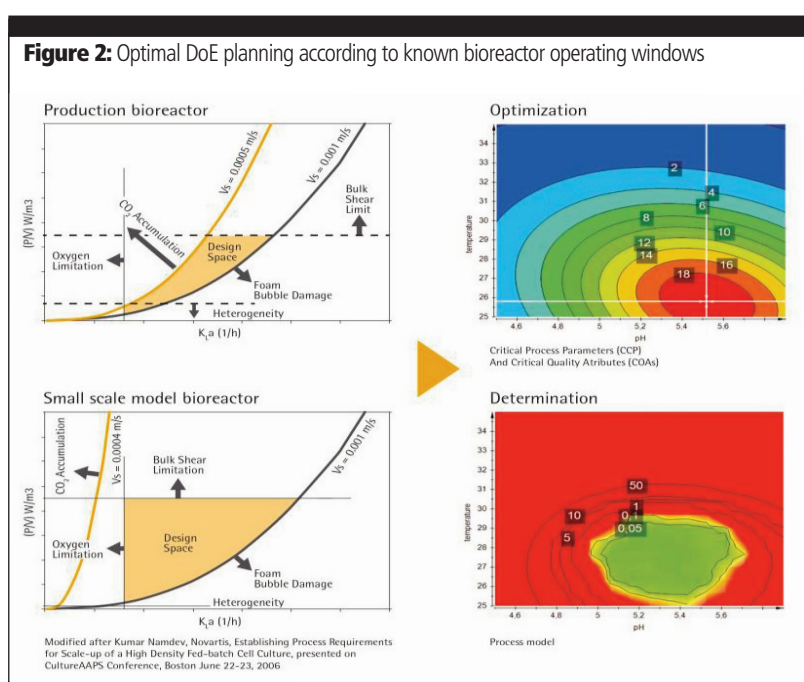 Figure 2: Optimal DoE planning according to known bioreactor operating windows
Production bioreactor
(P/V) W/m3
Vs = 0.0005 m/s
Vs = 0.001 m/s
CO2 Accumulation
Bulk
Shear
Limit
Oxygen
Limitation
Design
Space
Foam
Bubble Damage
Heterogeneity
KLa (1/h)
Optimization
temperature
34
33
32
31
30
29
28
27
26
25
2
4
6
8
10
12
14
16
18
4,6
4,8
5
5,2
5,4
5,6
pH
Critical Process Parameters (CCP)
And Critical Quality Atributes (COAs)
Small scale model bioreactor
(P/V) W/m3
CO2 Accumulation
Vs = 0.0004 m/s
Vs = 0.001 m/s
Bulk Shear
Limitation
Oxygen
Limitation
Design
Space
Foam
Bubble Damage
Heterogeneity
KLa (1/h)
Modified after Kumar Namdev, Novartis, Establishing Process Requirements
for Scale-up of a High Density Fed-batch Cell Culture, presented on
CultureAAPS Conference, Boston June 22-23, 2006
Determination
temperature
34
33
32
31
30
29
28
27
26
25
50
1
10
0,1
0,05
5
4,6
4,8
5
5,2
5,4
5,6
pH
Process model